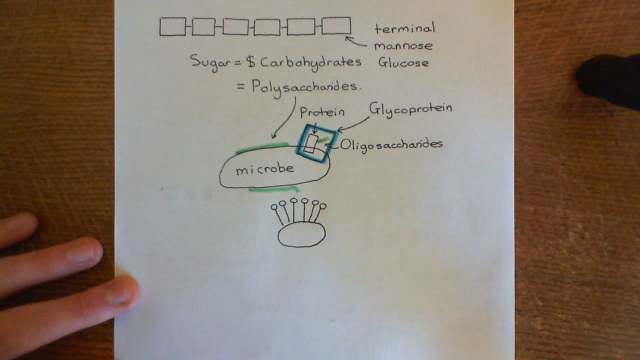 terminal
mannose
Sugar = $ Carbohydrates Glucose
= Polysaccharides.
Protein Glycoprotein
Oligosaccharides
microbe